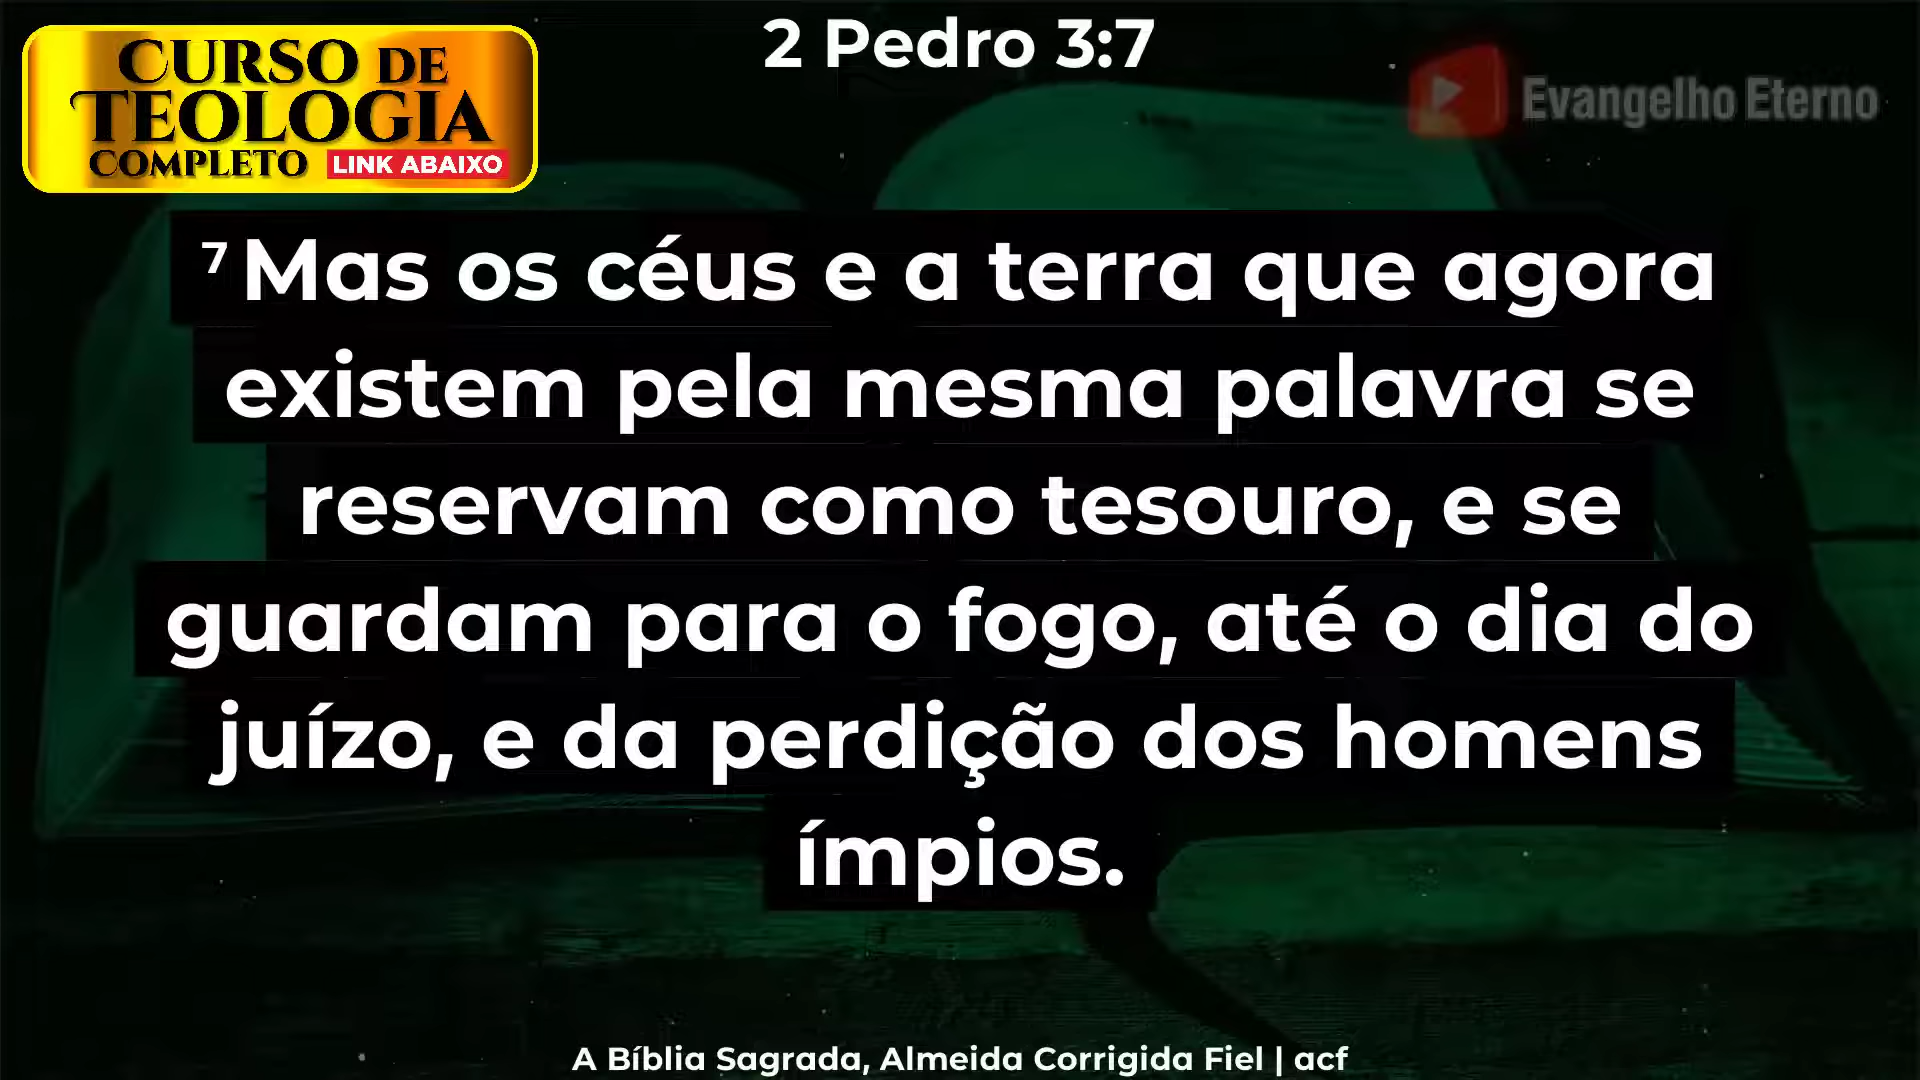 2 Pedro 3:7
CURSO DE
TEOLOGIA
COMPLETO LINK ABAIXO
Evangelho Eterno
7 Mas os céus e a terra que agora
existem pela mesma palavra se
reservam como tesouro, e se
guardam para o fogo, até o dia do
juízo, e da perdição dos homens
ímpios.
A Bíblia Sagrada, Almeida Corrigida Fiel | acf